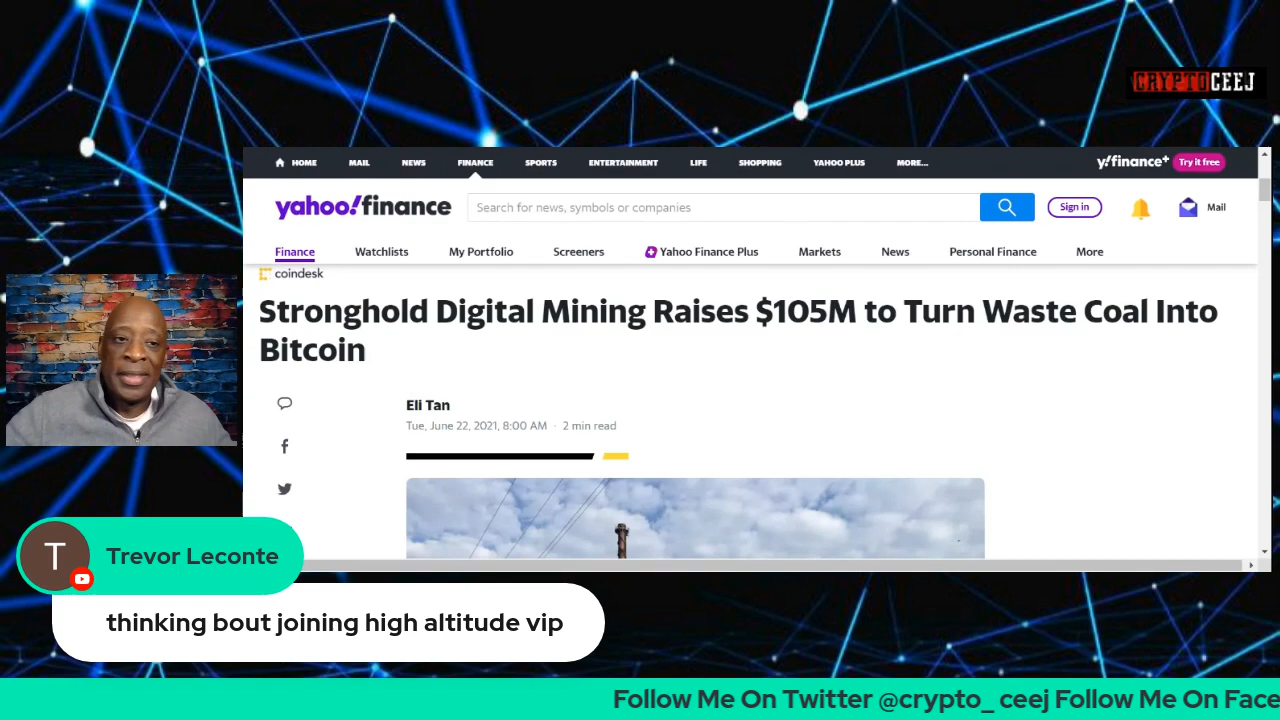 CRYPTOCEEJ
HOME MAIL NEWS FINANCE SPORTS ENTERTAINMENT LIFE SHOPPING YAHOO PLUS MORE...
y!finance+ Try it free
yahoo!finance
Search for news, symbols or companies
Sign in
Mail
Finance Watchlists My Portfolio Screeners Yahoo Finance Plus Markets News Personal Finance More
coindesk
Stronghold Digital Mining Raises $105M to Turn Waste Coal Into
Bitcoin
Eli Tan
Tue, June 22, 2021, 8:00 AM · 2 min read
T
Trevor Leconte
thinking bout joining high altitude vip
Follow Me On Twitter @crypto_ ceej Follow Me On Face